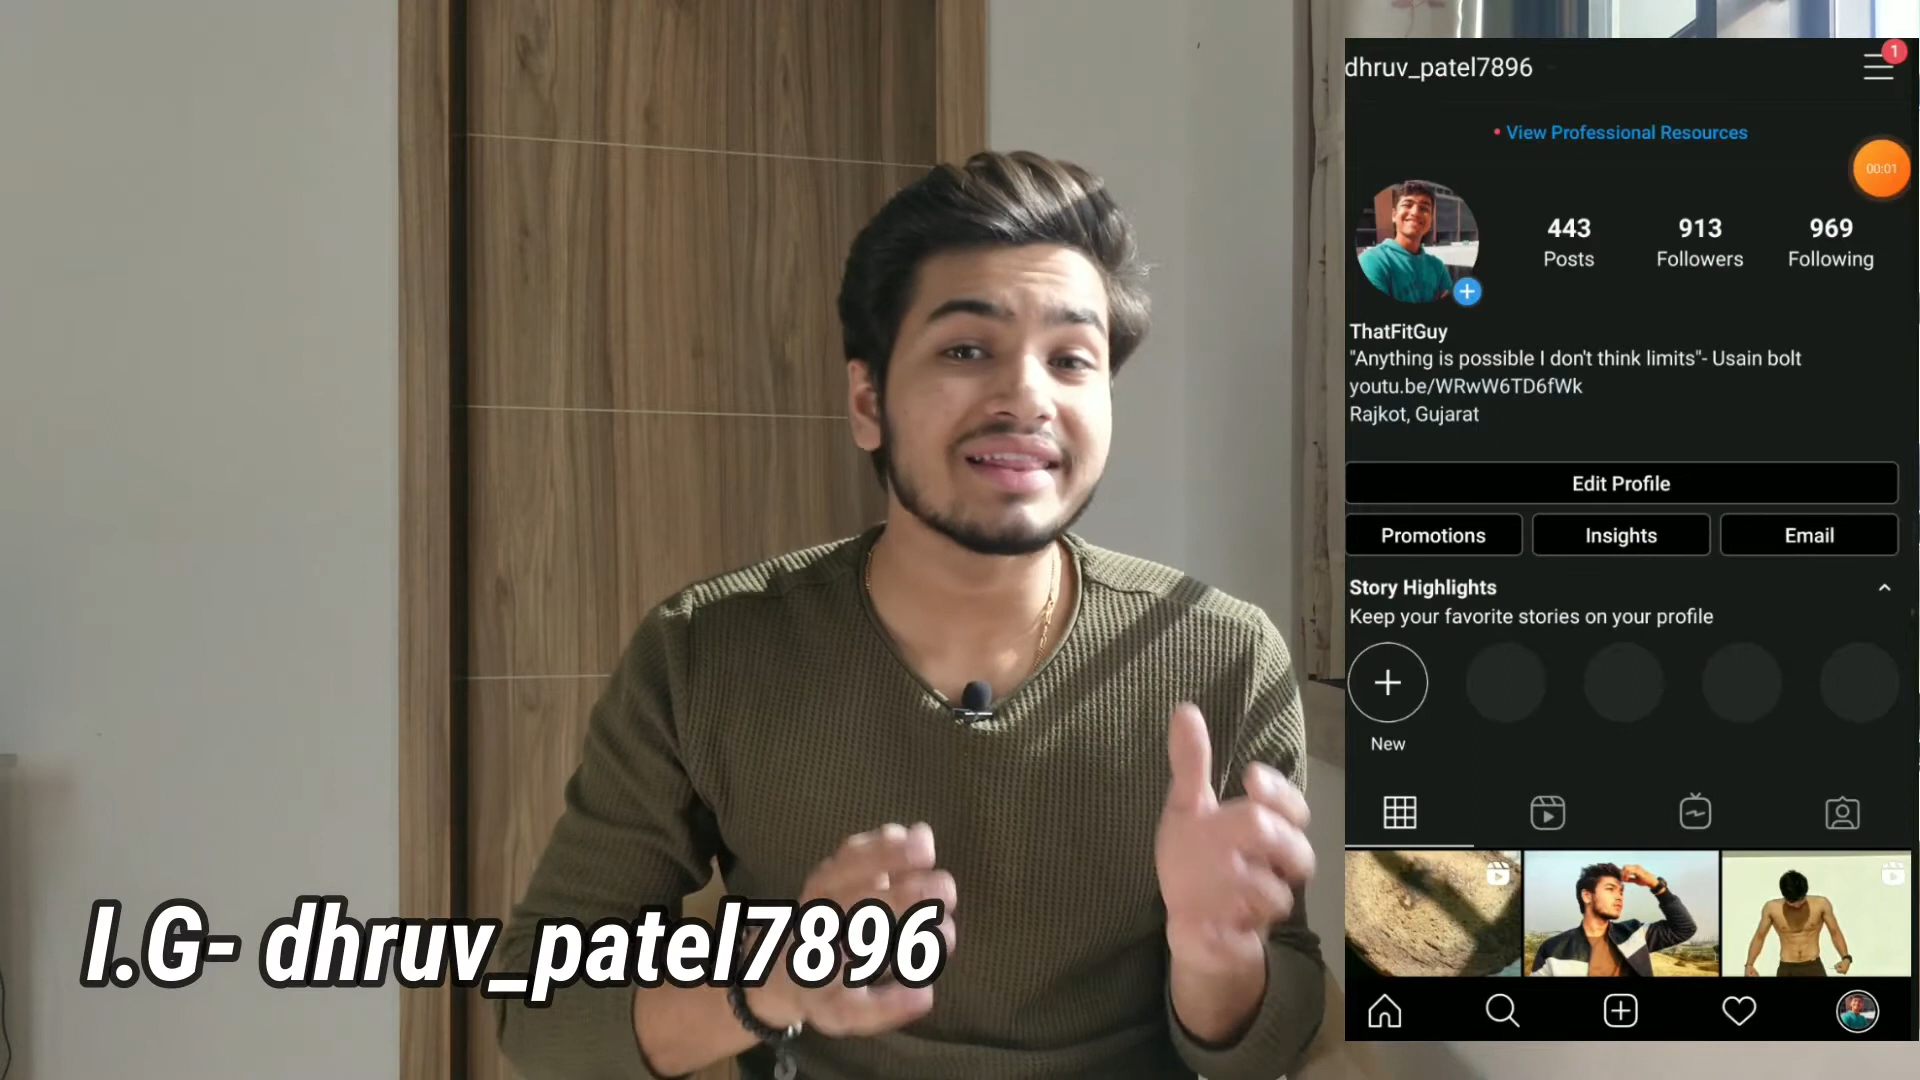 dhruv_patel7896
1
View Professional Resources
00:01
443
Posts
913
Followers
969
Following
ThatFitGuy
"Anything is possible I don't think limits"- Usain bolt
youtu.be/WRwW6TD6fWk
Rajkot, Gujarat
Edit Profile
Promotions
Insights
Email
Story Highlights
Keep your favorite stories on your profile
New
I.G- dhruv_patel7896